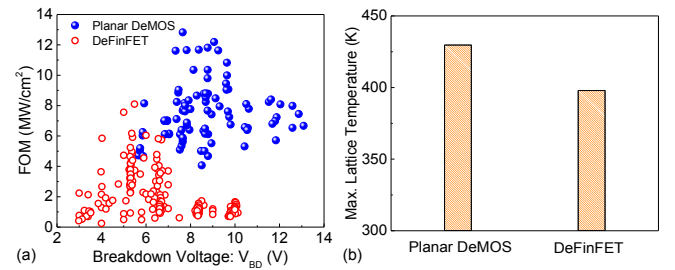 14
12
10
8
6
4
2
0
FOM (MW/cm²)
Planar DeMOS
DeFinFET
2 4 6 8 10 12 14
(a) Breakdown Voltage: V_BD (V)
450
400
350
300
Max. Lattice Temperature (K)
Planar DeMOS DeFinFET
(b)